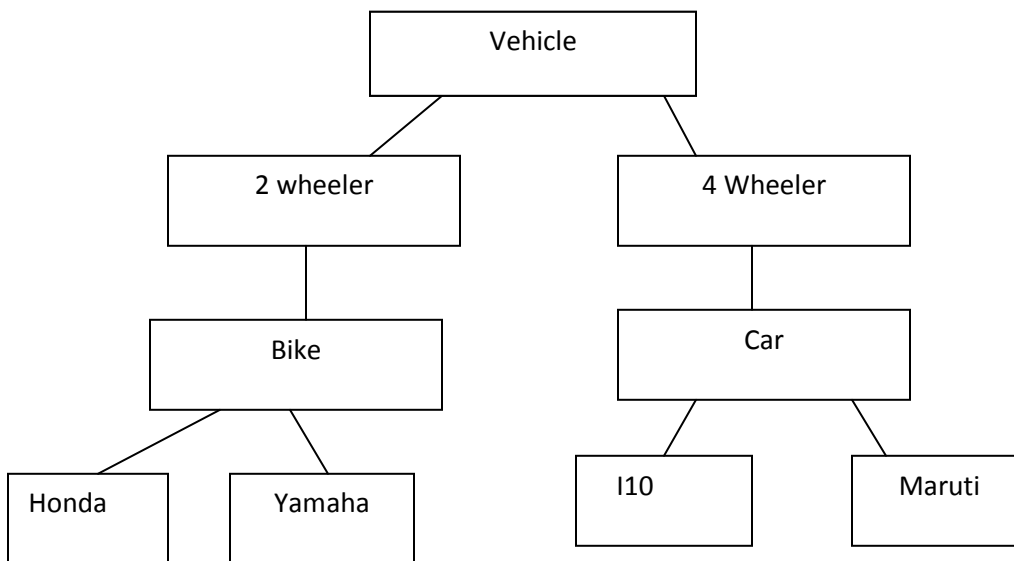 Vehicle
2 wheeler
4 Wheeler
Bike
Car
Honda
Yamaha
I10
Maruti